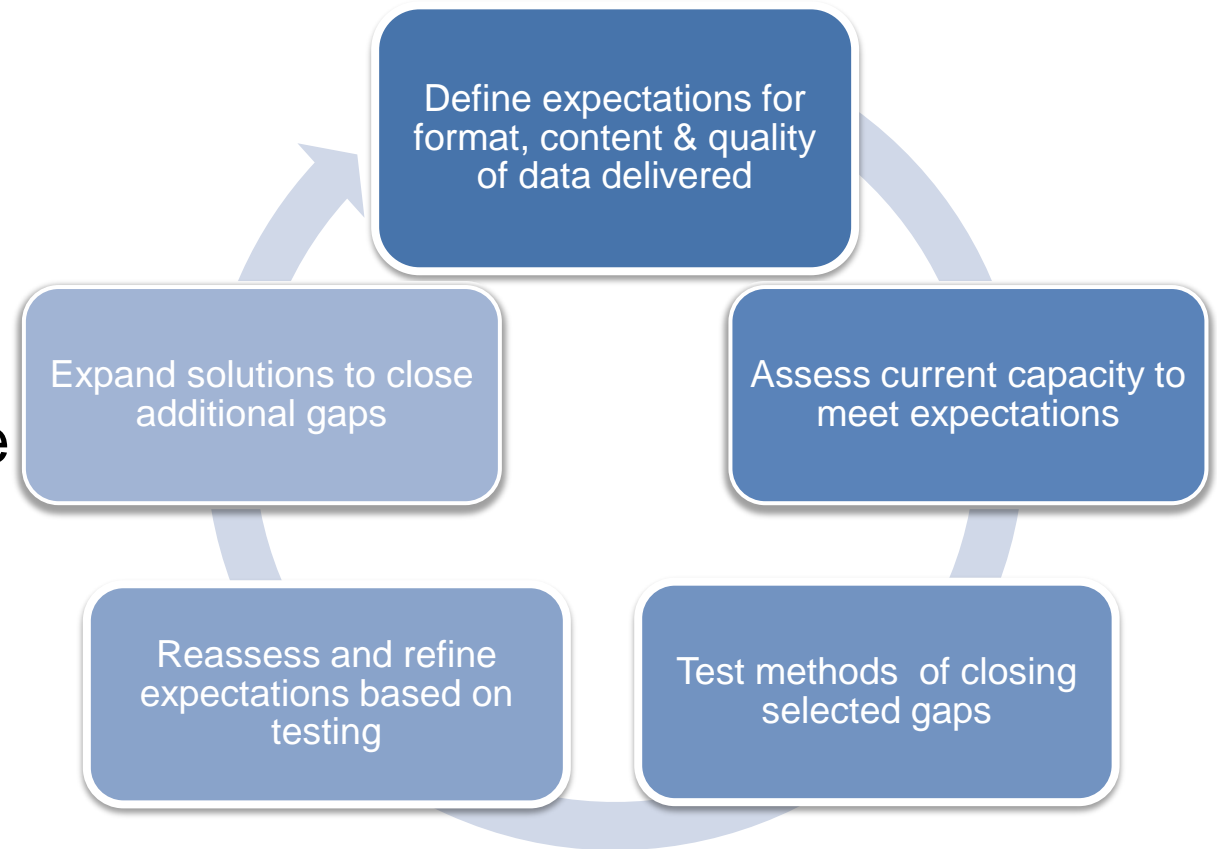 Define expectations for
format, content & quality
of data delivered
Assess current capacity to
meet expectations
Test methods  of closing
selected gaps
Reassess and refine
expectations based on
testing
Expand solutions to close
additional gaps
e